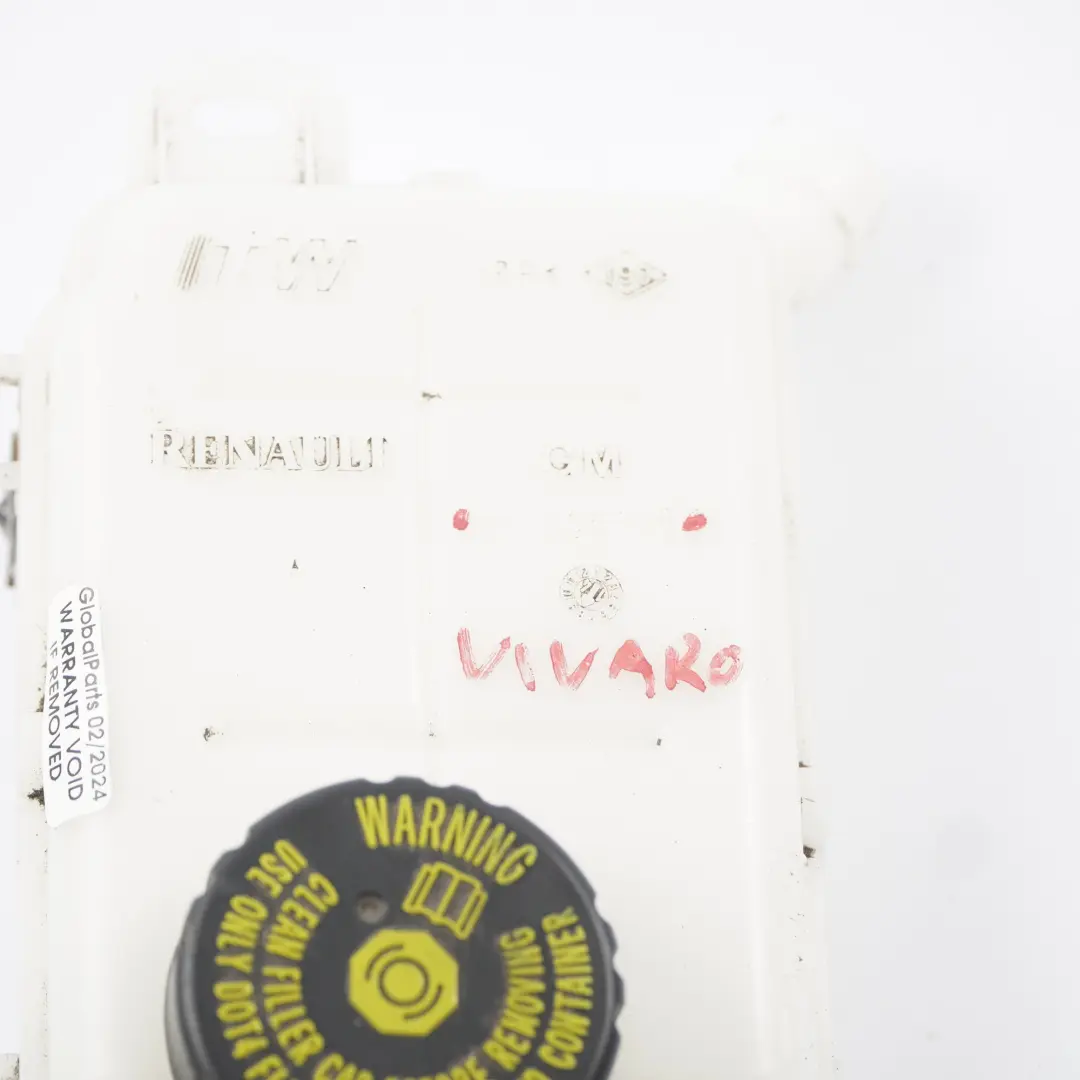 TRW
RENAULT
GM
VIVARO
GlobalParts 02/2024
WARRANTY VOID
IF REMOVED
WARNING
CLEAN FILLER CAP BEFORE REMOVING
USE ONLY DOT4
CONTAINER